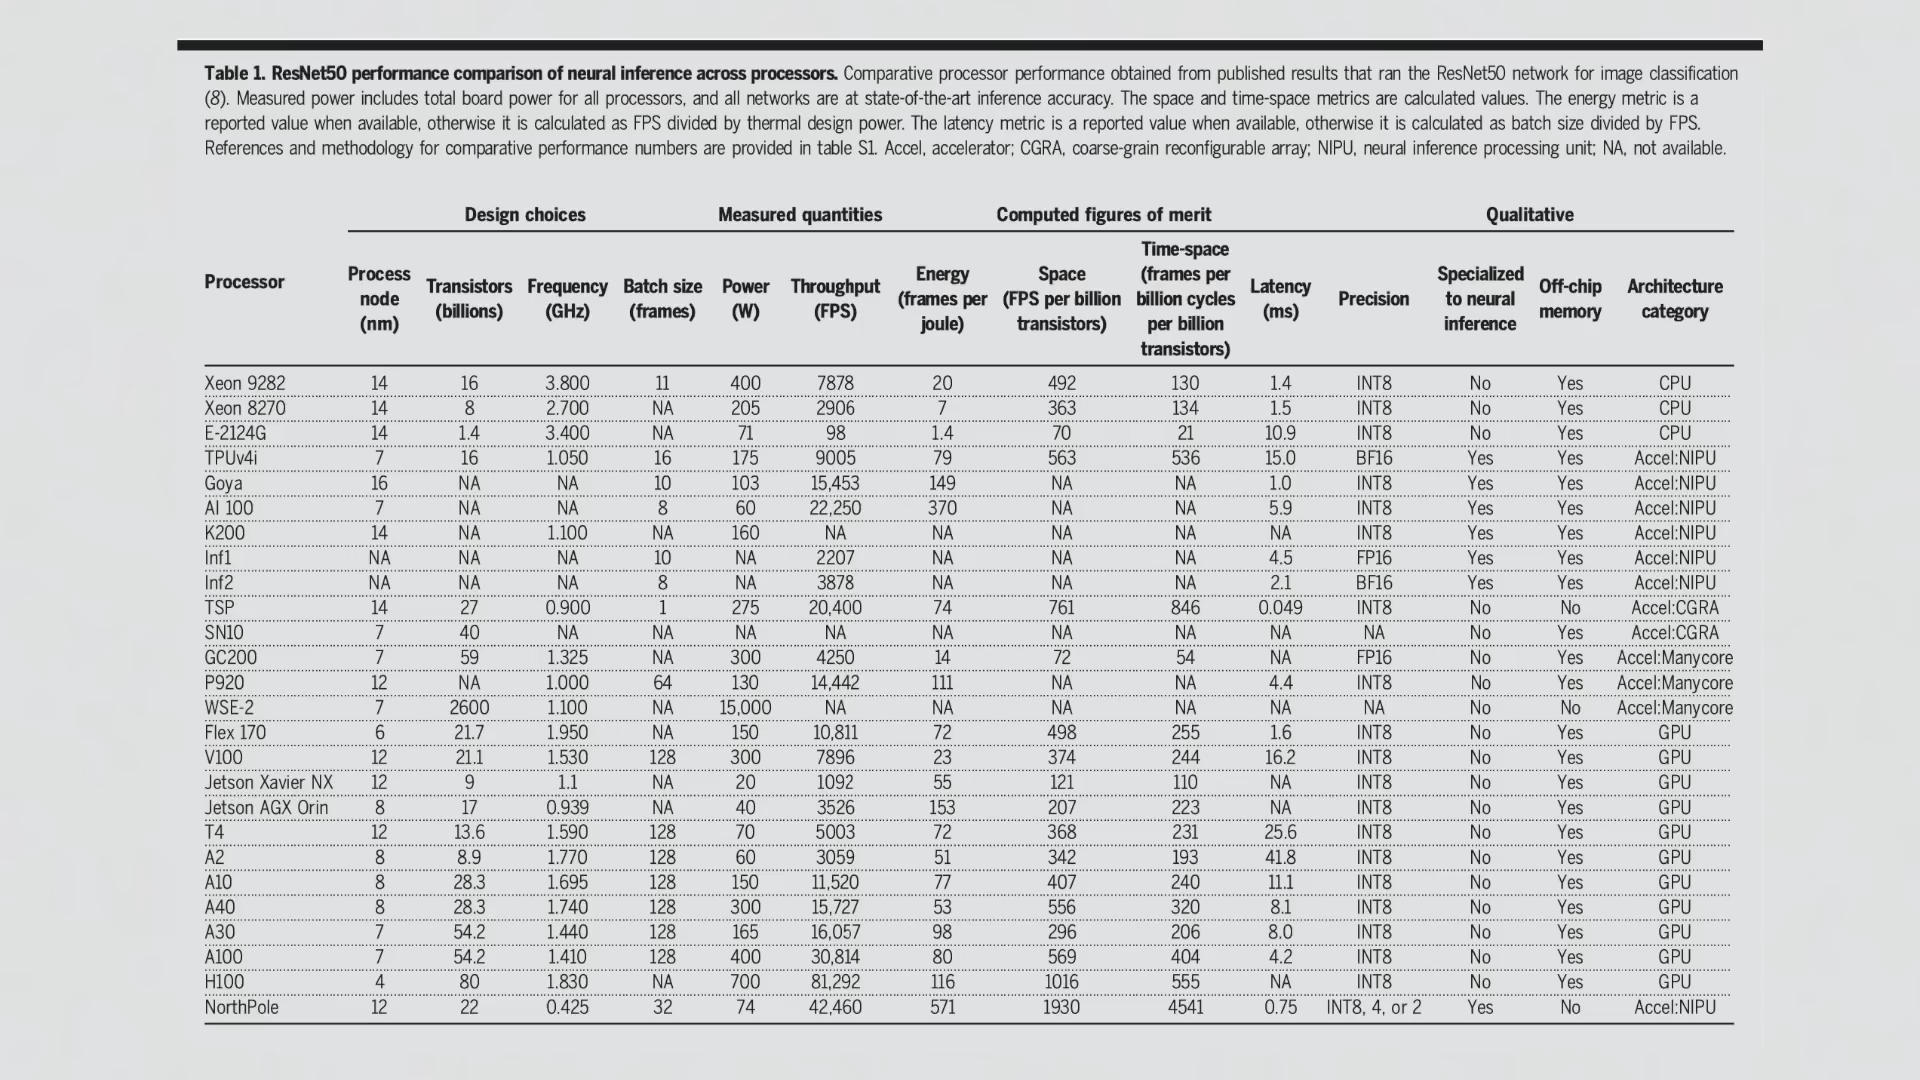 Table 1. ResNet50 performance comparison of neural inference across processors. Comparative processor performance obtained from published results that ran the ResNet50 network for image classification
(8). Measured power includes total board power for all processors, and all networks are at state-of-the-art inference accuracy. The space and time-space metrics are calculated values. The energy metric is a
reported value when available, otherwise it is calculated as FPS divided by thermal design power. The latency metric is a reported value when available, otherwise it is calculated as batch size divided by FPS.
References and methodology for comparative performance numbers are provided in table S1. Accel, accelerator; CGRA, coarse-grain reconfigurable array; NIPU, neural inference processing unit; NA, not available.
Design choices Measured quantities Computed figures of merit Qualitative
Processor
Process
node
(nm)
Transistors
(billions)
Frequency
(GHz)
Batch size
(frames)
Power
(W)
Throughput
(FPS)
Energy
(frames per
joule)
Space
(FPS per billion
transistors)
Time-space
(frames per
billion cycles
per billion
transistors)
Latency
(ms)
Precision
Specialized
to neural
inference
Off-chip
memory
Architecture
category
Xeon 9282 14 16 3.800 11 400 7878 20 492 130 1.4 INT8 No Yes CPU
Xeon 8270 14 8 2.700 NA 205 2906 7 363 134 1.5 INT8 No Yes CPU
E-2124G 14 1.4 3.400 NA 71 98 1.4 70 21 10.9 INT8 No Yes CPU
TPUv4i 7 16 1.050 16 175 9005 79 563 536 15.0 BF16 Yes Yes Accel:NIPU
Goya 16 NA NA 10 103 15,453 149 NA NA 1.0 INT8 Yes Yes Accel:NIPU
AI 100 7 NA NA 8 60 22,250 370 NA NA 5.9 INT8 Yes Yes Accel:NIPU
K200 14 NA 1.100 NA 160 NA NA NA NA NA INT8 Yes Yes Accel:NIPU
Inf1 NA NA NA 10 NA 2207 NA NA NA 4.5 FP16 Yes Yes Accel:NIPU
Inf2 NA NA NA 8 NA 3878 NA NA NA 2.1 BF16 Yes Yes Accel:NIPU
TSP 14 27 0.900 1 275 20,400 74 761 846 0.049 INT8 No No Accel:CGRA
SN10 7 40 NA NA NA NA NA NA NA NA NA No Yes Accel:CGRA
GC200 7 59 1.325 NA 300 4250 14 72 54 NA FP16 No Yes Accel:Manycore
P920 12 NA 1.000 64 130 14,442 111 NA NA 4.4 INT8 No Yes Accel:Manycore
WSE-2 7 2600 1.100 NA 15,000 NA NA NA NA NA NA No No Accel:Manycore
Flex 170 6 21.7 1.950 NA 150 10,811 72 498 255 1.6 INT8 No Yes GPU
V100 12 21.1 1.530 128 300 7896 23 374 244 16.2 INT8 No Yes GPU
Jetson Xavier NX 12 9 1.1 NA 20 1092 55 121 110 NA INT8 No Yes GPU
Jetson AGX Orin 8 17 0.939 NA 40 3526 153 207 223 NA INT8 No Yes GPU
T4 12 13.6 1.590 128 70 5003 72 368 231 25.6 INT8 No Yes GPU
A2 8 8.9 1.770 128 60 3059 51 342 193 41.8 INT8 No Yes GPU
A10 8 28.3 1.695 128 150 11,520 77 407 240 11.1 INT8 No Yes GPU
A40 8 28.3 1.740 128 300 15,727 53 556 320 8.1 INT8 No Yes GPU
A30 7 54.2 1.440 128 165 16,057 98 296 206 8.0 INT8 No Yes GPU
A100 7 54.2 1.410 128 400 30,814 80 569 404 4.2 INT8 No Yes GPU
H100 4 80 1.830 NA 700 81,292 116 1016 555 NA INT8 No Yes GPU
NorthPole 12 22 0.425 32 74 42,460 571 1930 4541 0.75 INT8, 4, or 2 Yes No Accel:NIPU